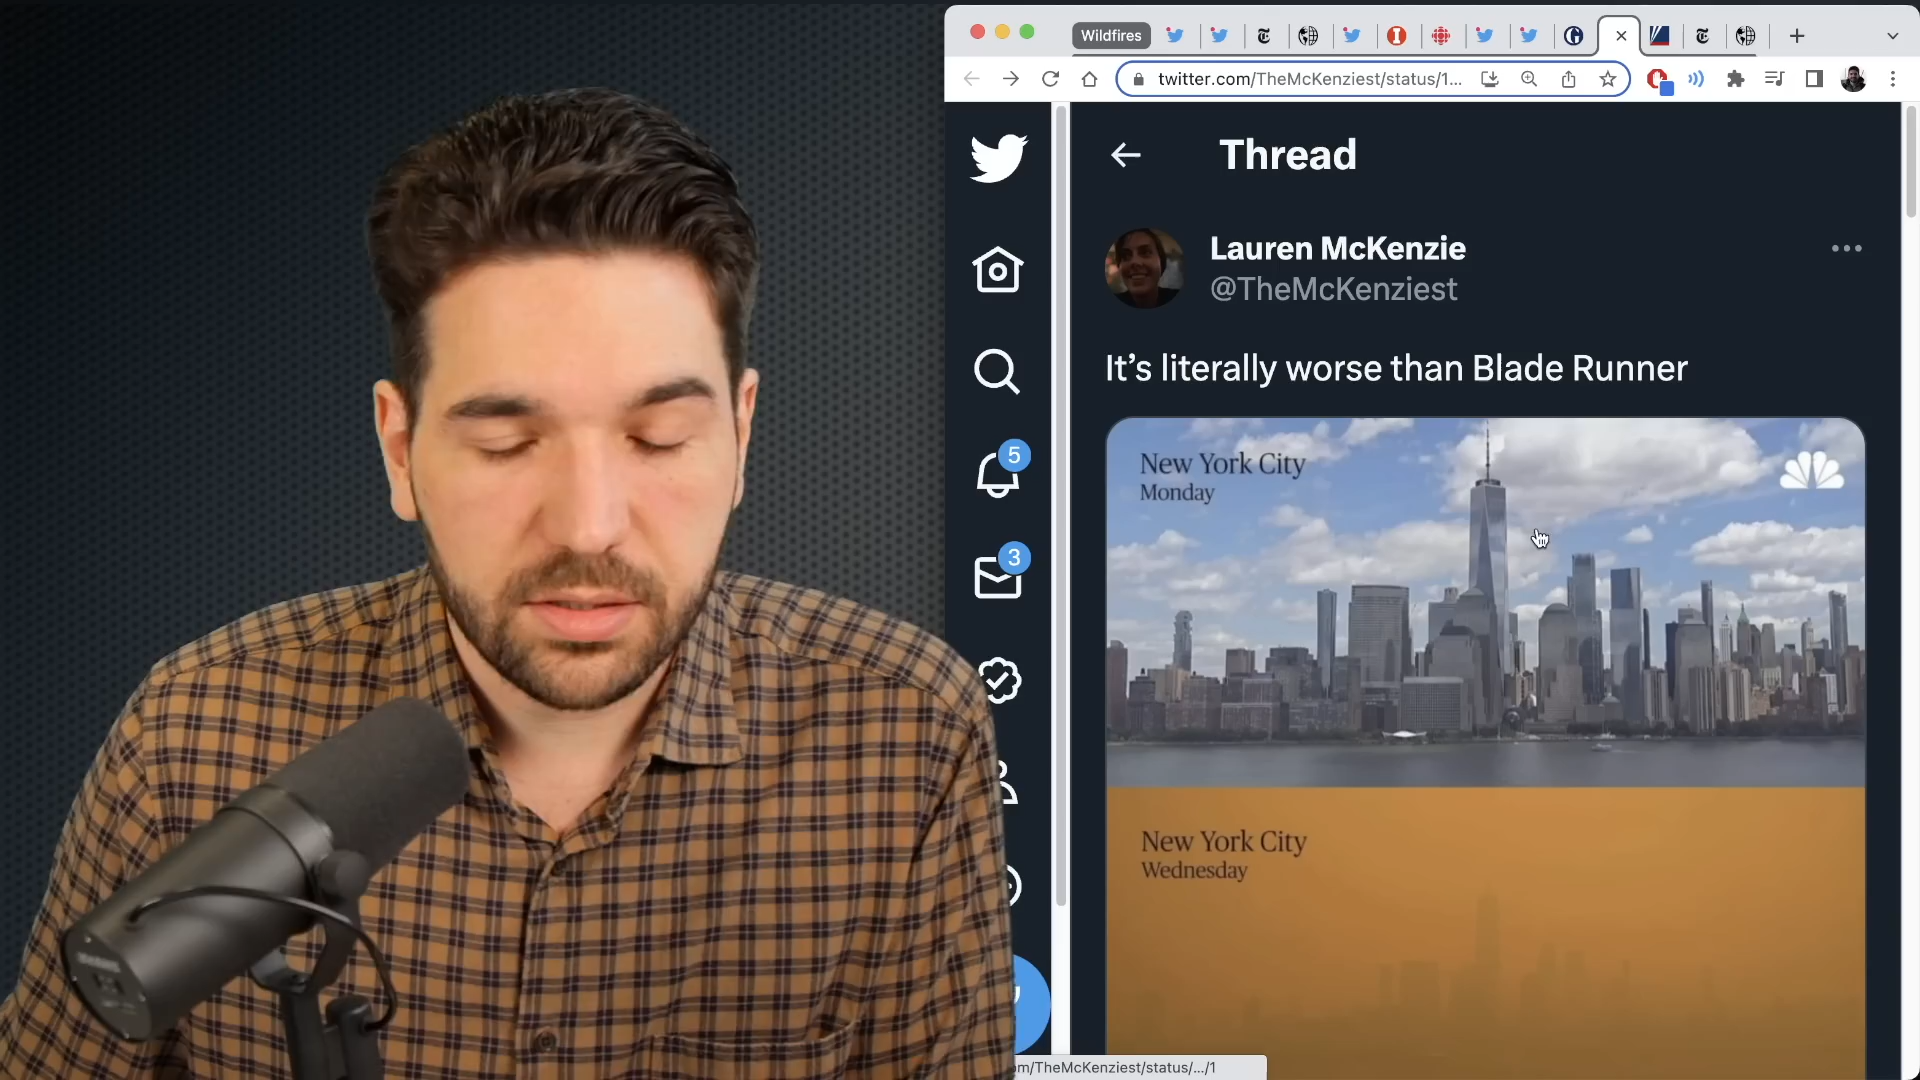 Wildfires
twitter.com/TheMcKenziest/status/1...
Thread
Lauren McKenzie
@TheMcKenziest
It's literally worse than Blade Runner
5
3
New York City
Monday
New York City
Wednesday
om/TheMcKenziest/status/.../1